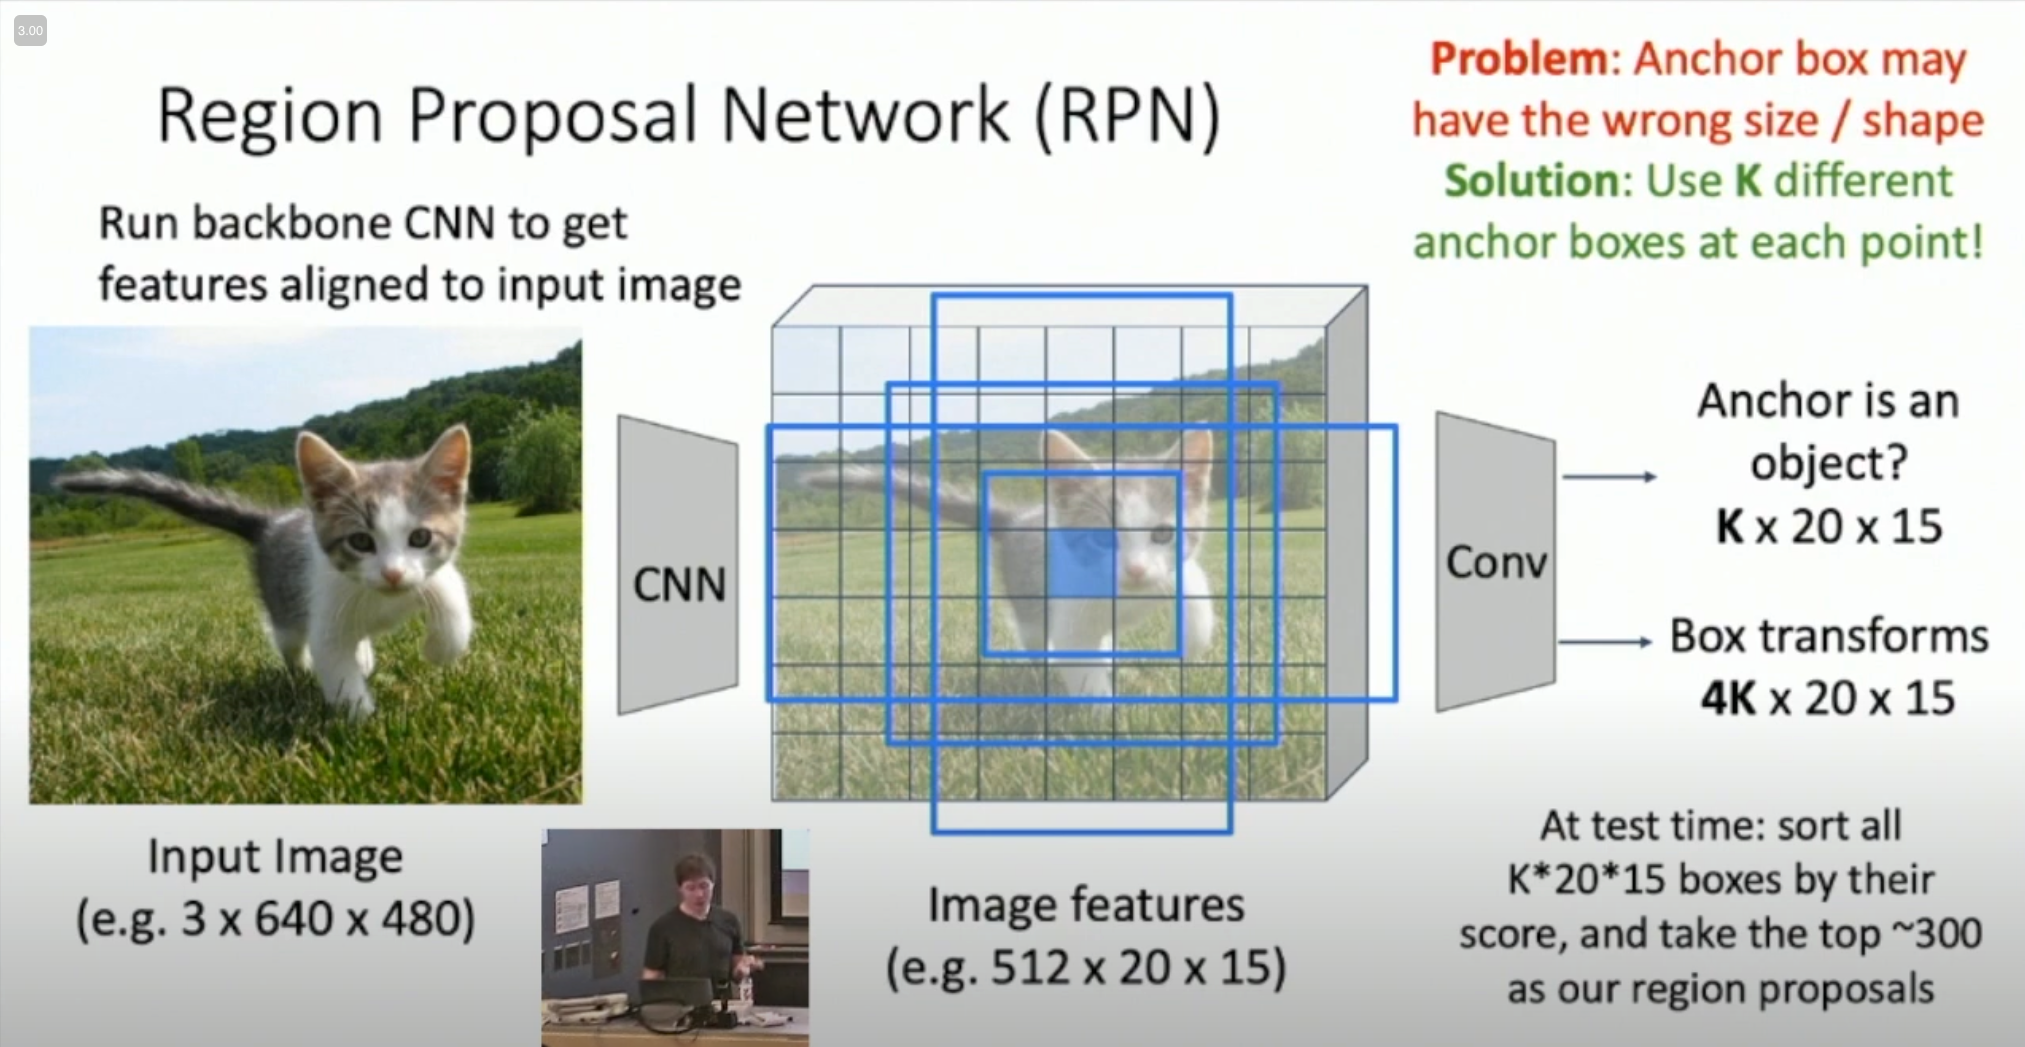 3.00
Region Proposal Network (RPN)
Problem: Anchor box may
have the wrong size / shape
Solution: Use K different
anchor boxes at each point!
Run backbone CNN to get
features aligned to input image
CNN
Conv
Anchor is an
object?
K x 20 x 15
Box transforms
4K x 20 x 15
Input Image
(e.g. 3 x 640 x 480)
Image features
(e.g. 512 x 20 x 15)
At test time: sort all
K*20*15 boxes by their
score, and take the top ~300
as our region proposals